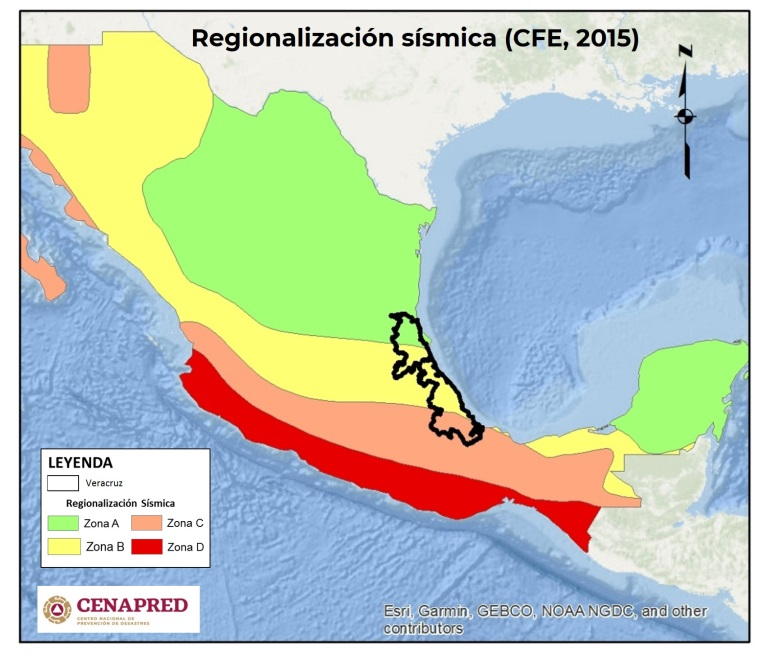 Regionalización sísmica (CFE, 2015)
N
LEYENDA
Veracruz
Regionalización Sísmica
Zona A
Zona C
Zona B
Zona D
CENAPRED
CENTRO NACIONAL DE
PREVENCIÓN DE DESASTRES
Esri, Garmin, GEBCO, NOAA NGDC, and other
contributors